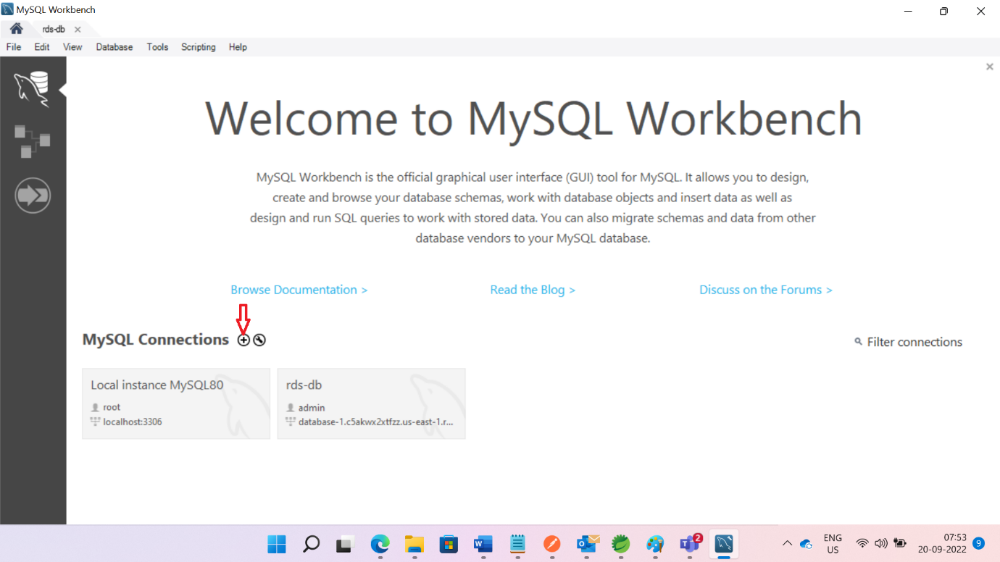 MySQL Workbench
rds-db
File Edit View Database Tools Scripting Help
Welcome to MySQL Workbench
MySQL Workbench is the official graphical user interface (GUI) tool for MySQL. It allows you to design,
create and browse your database schemas, work with database objects and insert data as well as
design and run SQL queries to work with stored data. You can also migrate schemas and data from other
database vendors to your MySQL database.
Browse Documentation > Read the Blog > Discuss on the Forums >
MySQL Connections
Filter connections
Local instance MySQL80
root
localhost:3306
rds-db
admin
database-1.c5akwx2xtfzz.us-east-1.r...
2
ENG
US
07:53
20-09-2022
9